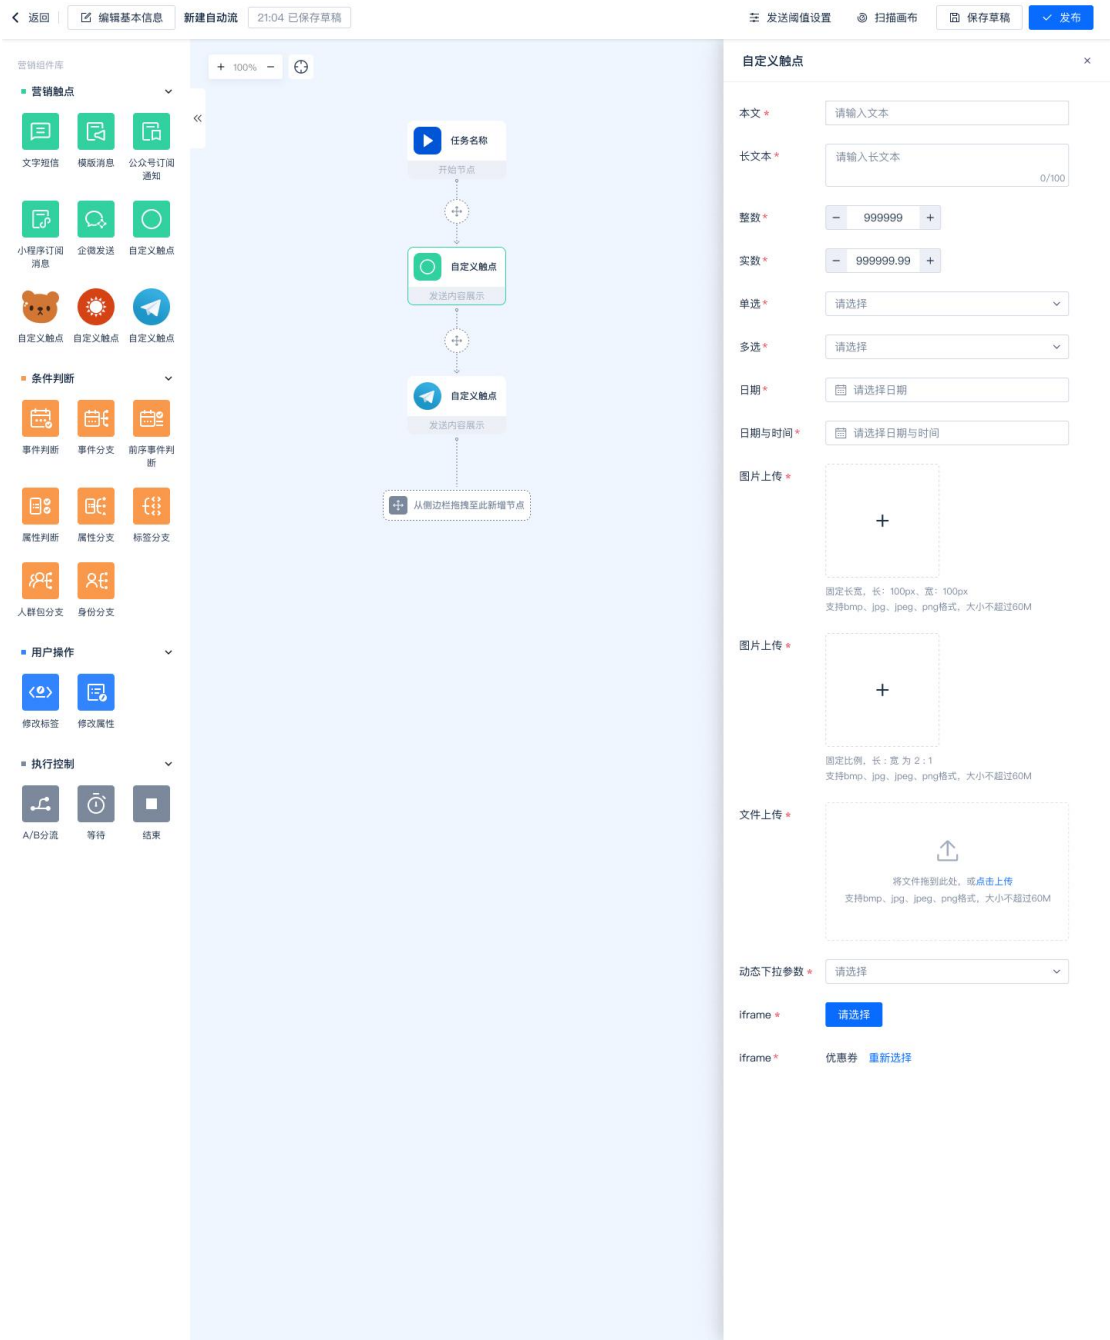 返回
编辑基本信息
新建自动流
21:04 已保存草稿
发送阈值设置
扫描画布
保存草稿
发布
营销组件库
营销触点
文字短信
模版消息
公众号订阅
通知
小程序订阅
消息
企微发送
自定义触点
自定义触点
自定义触点
自定义触点
条件判断
事件判断
事件分支
前序事件判
断
属性判断
属性分支
标签分支
人群包分支
身份分支
用户操作
修改标签
修改属性
执行控制
A/B分流
等待
结束
+ 100% −
«
任务名称
开始节点
自定义触点
发送内容展示
自定义触点
发送内容展示
从侧边栏拖拽至此新增节点
自定义触点
×
本文 *
请输入文本
长文本 *
请输入长文本
0/100
整数 *
− 999999 +
实数 *
− 999999.99 +
单选 *
请选择
多选 *
请选择
日期 *
请选择日期
日期与时间 *
请选择日期与时间
图片上传 *
+
固定长宽，长：100px、宽：100px
支持bmp、jpg、jpeg、png格式，大小不超过60M
图片上传 *
+
固定比例，长 : 宽 为 2 : 1
支持bmp、jpg、jpeg、png格式，大小不超过60M
文件上传 *
将文件拖到此处，或点击上传
支持bmp、jpg、jpeg、png格式，大小不超过60M
动态下拉参数 *
请选择
iframe *
请选择
iframe *
优惠券 重新选择